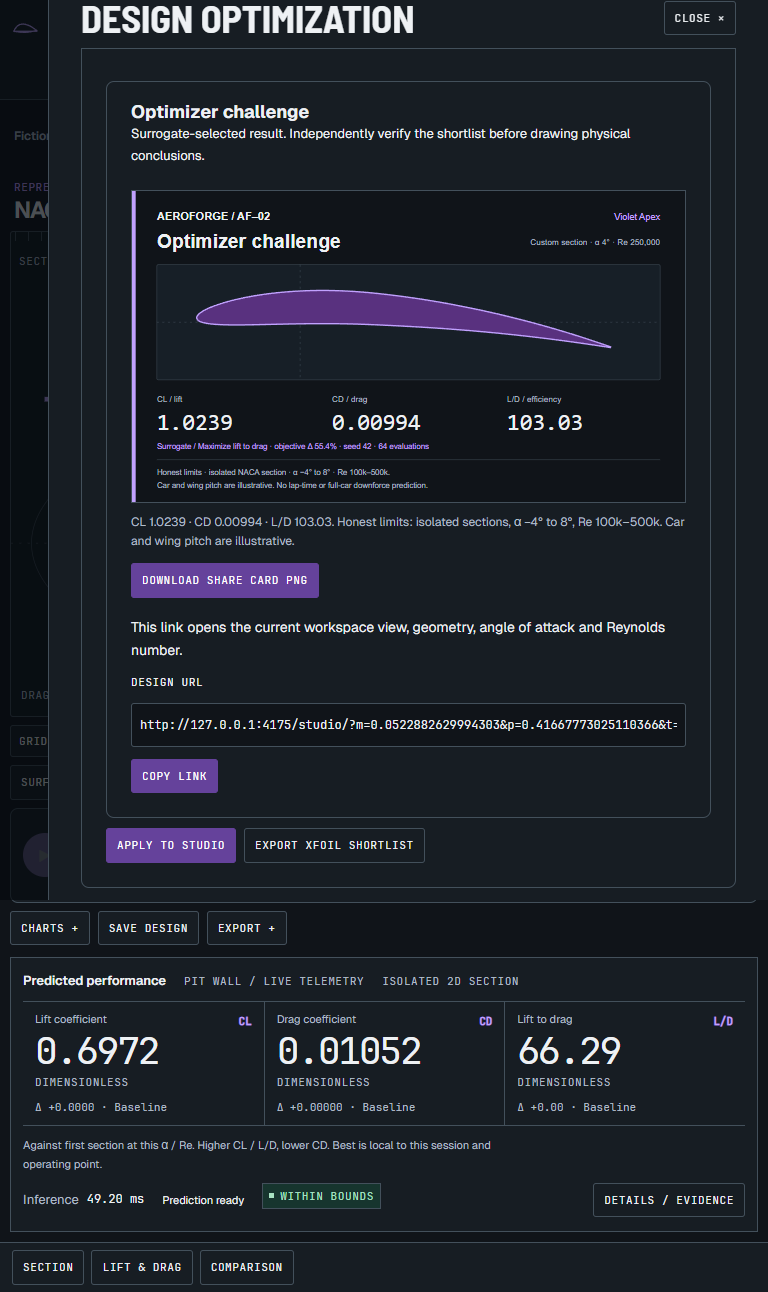 DESIGN OPTIMIZATION
CLOSE ×
Optimizer challenge
Surrogate-selected result. Independently verify the shortlist before drawing physical
conclusions.
AEROFORGE / AF–02
Violet Apex
Optimizer challenge
Custom section · α 4° · Re 250,000
CL / lift
CD / drag
L/D / efficiency
1.0239
0.00994
103.03
Surrogate / Maximize lift to drag · objective Δ 55.4% · seed 42 · 64 evaluations
Honest limits · isolated NACA section · α −4° to 8° · Re 100k–500k.
Car and wing pitch are illustrative. No lap-time or full-car downforce prediction.
CL 1.0239 · CD 0.00994 · L/D 103.03. Honest limits: isolated sections, α −4° to 8°, Re 100k–500k. Car
and wing pitch are illustrative.
DOWNLOAD SHARE CARD PNG
This link opens the current workspace view, geometry, angle of attack and Reynolds
number.
DESIGN URL
http://127.0.0.1:4175/studio/?m=0.0522882629994303&p=0.41667773025110366&t=
COPY LINK
APPLY TO STUDIO
EXPORT XFOIL SHORTLIST
Fiction
REPRE
NAC
SECT
DRAG
GRID
SURF
CHARTS +
SAVE DESIGN
EXPORT +
Predicted performance
PIT WALL / LIVE TELEMETRY
ISOLATED 2D SECTION
Lift coefficient
CL
Drag coefficient
CD
Lift to drag
L/D
0.6972
0.01052
66.29
DIMENSIONLESS
DIMENSIONLESS
DIMENSIONLESS
Δ +0.0000 · Baseline
Δ +0.00000 · Baseline
Δ +0.00 · Baseline
Against first section at this α / Re. Higher CL / L/D, lower CD. Best is local to this session and
operating point.
Inference 49.20 ms
Prediction ready
WITHIN BOUNDS
DETAILS / EVIDENCE
SECTION
LIFT & DRAG
COMPARISON